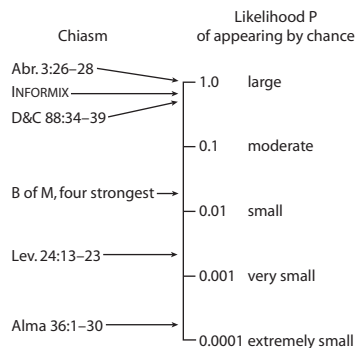 Likelihood P
Chiasm of appearing by chance
Abr. 3:26–28
1.0 large
INFORMIX
D&C 88:34–39
0.1 moderate
B of M, four strongest
0.01 small
Lev. 24:13–23
0.001 very small
Alma 36:1–30
0.0001 extremely small